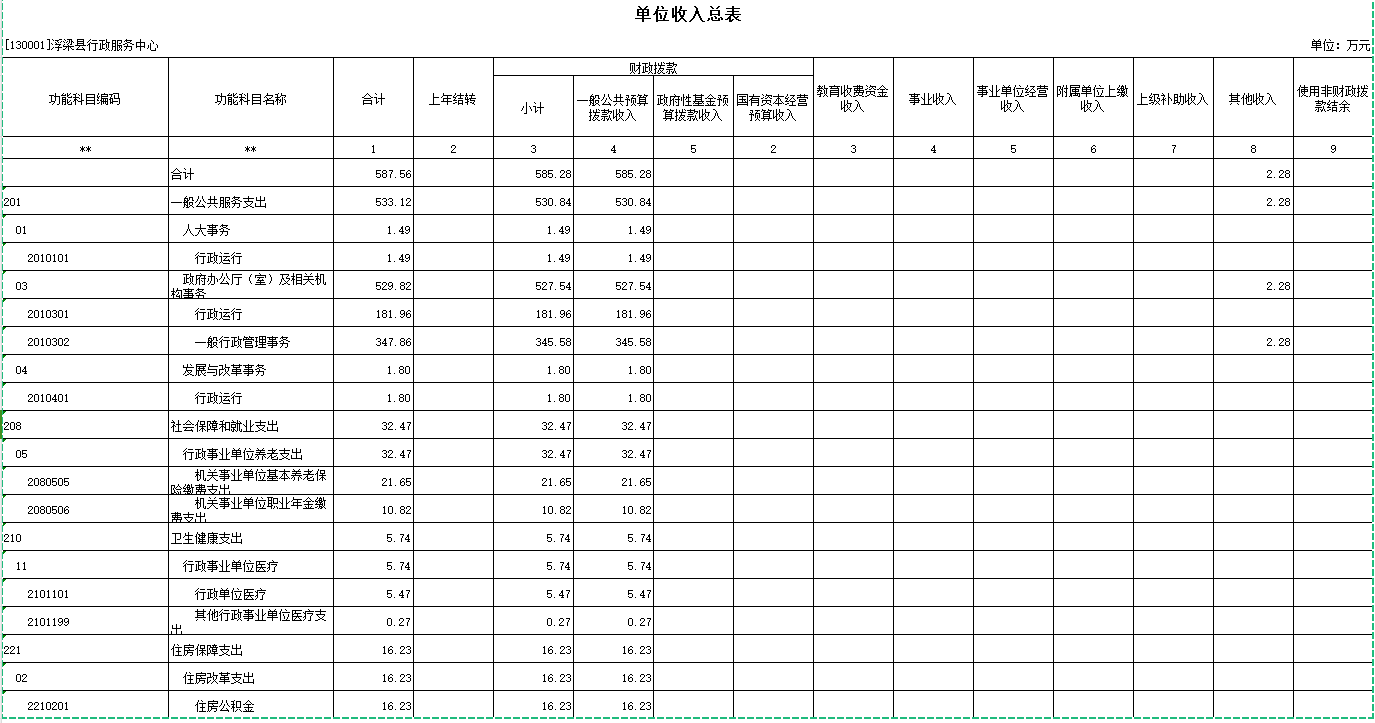 单位收入总表
[130001]浮梁县行政服务中心 单位: 万元
功能科目编码 功能科目名称 合计 上年结转 财政拨款 教育收费资金收入 事业收入 事业单位经营收入 附属单位上缴收入 上级补助收入 其他收入 使用非财政拨款结余
小计 一般公共预算拨款收入 政府性基金预算拨款收入 国有资本经营预算收入
** ** 1 2 3 4 5 2 3 4 5 6 7 8 9
合计 587.56 585.28 585.28 2.28
201 一般公共服务支出 533.12 530.84 530.84 2.28
01 人大事务 1.49 1.49 1.49
2010101 行政运行 1.49 1.49 1.49
03 政府办公厅（室）及相关机构事务 529.82 527.54 527.54 2.28
2010301 行政运行 181.96 181.96 181.96
2010302 一般行政管理事务 347.86 345.58 345.58 2.28
04 发展与改革事务 1.80 1.80 1.80
2010401 行政运行 1.80 1.80 1.80
208 社会保障和就业支出 32.47 32.47 32.47
05 行政事业单位养老支出 32.47 32.47 32.47
2080505 机关事业单位基本养老保险缴费支出 21.65 21.65 21.65
2080506 机关事业单位职业年金缴费支出 10.82 10.82 10.82
210 卫生健康支出 5.74 5.74 5.74
11 行政事业单位医疗 5.74 5.74 5.74
2101101 行政单位医疗 5.47 5.47 5.47
2101199 其他行政事业单位医疗支出 0.27 0.27 0.27
221 住房保障支出 16.23 16.23 16.23
02 住房改革支出 16.23 16.23 16.23
2210201 住房公积金 16.23 16.23 16.23